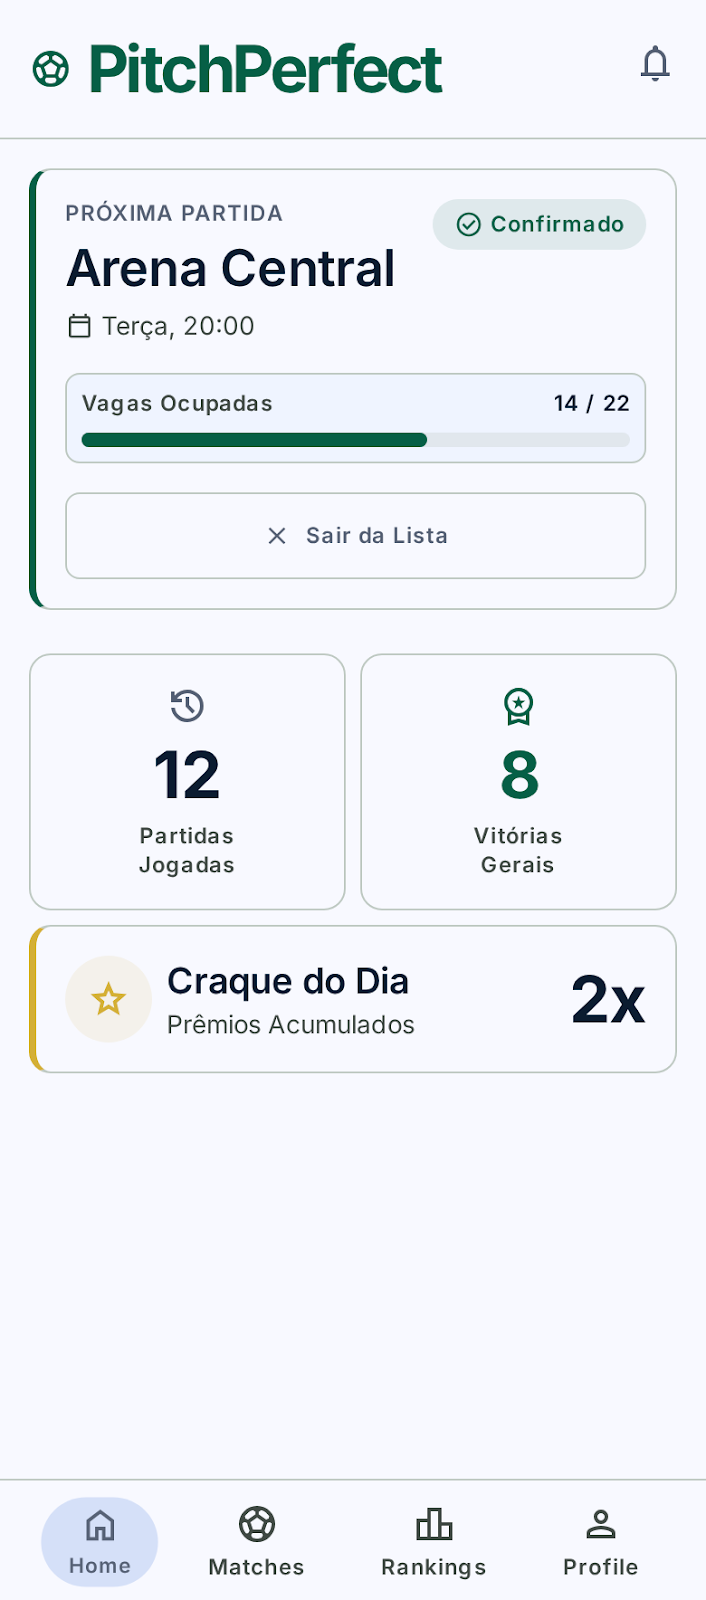 PitchPerfect
PRÓXIMA PARTIDA
Confirmado
Arena Central
Terça, 20:00
Vagas Ocupadas
14 / 22
Sair da Lista
12
Partidas
Jogadas
8
Vitórias
Gerais
Craque do Dia
Prêmios Acumulados
2x
Home
Matches
Rankings
Profile